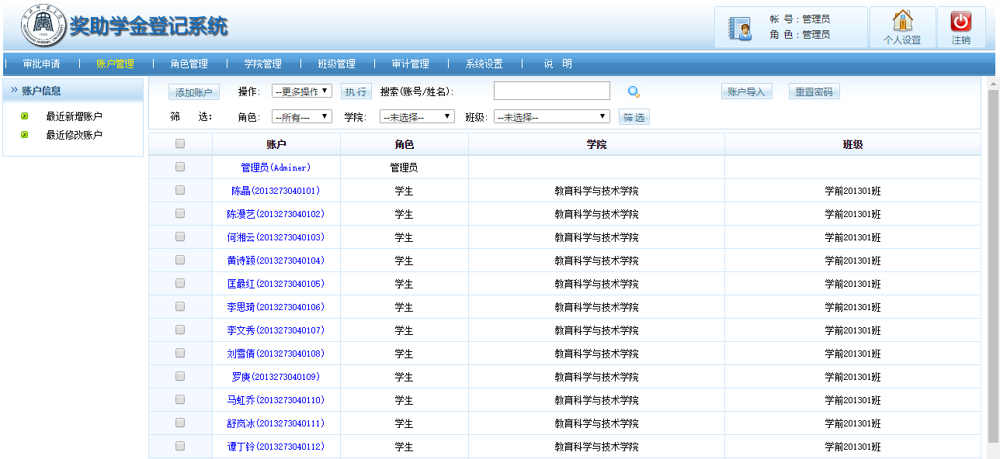 奖助学金登记系统
帐 号：管理员
角 色：管理员
个人设置
注销
审批申请 账户管理 角色管理 学院管理 班级管理 审计管理 系统设置 说 明
账户信息
最近新增账户
最近修改账户
添加账户 操作: --更多操作 执 行 搜索(账号/姓名): 账户导入 重置密码
筛 选: 角色: --所有--- 学院: --未选择-- 班级: --未选择-- 筛 选
账户 角色 学院 班级
管理员(Adminer) 管理员
陈晶(2013273040101) 学生 教育科学与技术学院 学前201301班
陈漫艺(2013273040102) 学生 教育科学与技术学院 学前201301班
何湘云(2013273040103) 学生 教育科学与技术学院 学前201301班
黄诗颖(2013273040104) 学生 教育科学与技术学院 学前201301班
匡最红(2013273040105) 学生 教育科学与技术学院 学前201301班
李思琦(2013273040106) 学生 教育科学与技术学院 学前201301班
李文秀(2013273040107) 学生 教育科学与技术学院 学前201301班
刘雪倩(2013273040108) 学生 教育科学与技术学院 学前201301班
罗庚(2013273040109) 学生 教育科学与技术学院 学前201301班
马虹乔(2013273040110) 学生 教育科学与技术学院 学前201301班
舒岚冰(2013273040111) 学生 教育科学与技术学院 学前201301班
谭丁铃(2013273040112) 学生 教育科学与技术学院 学前201301班